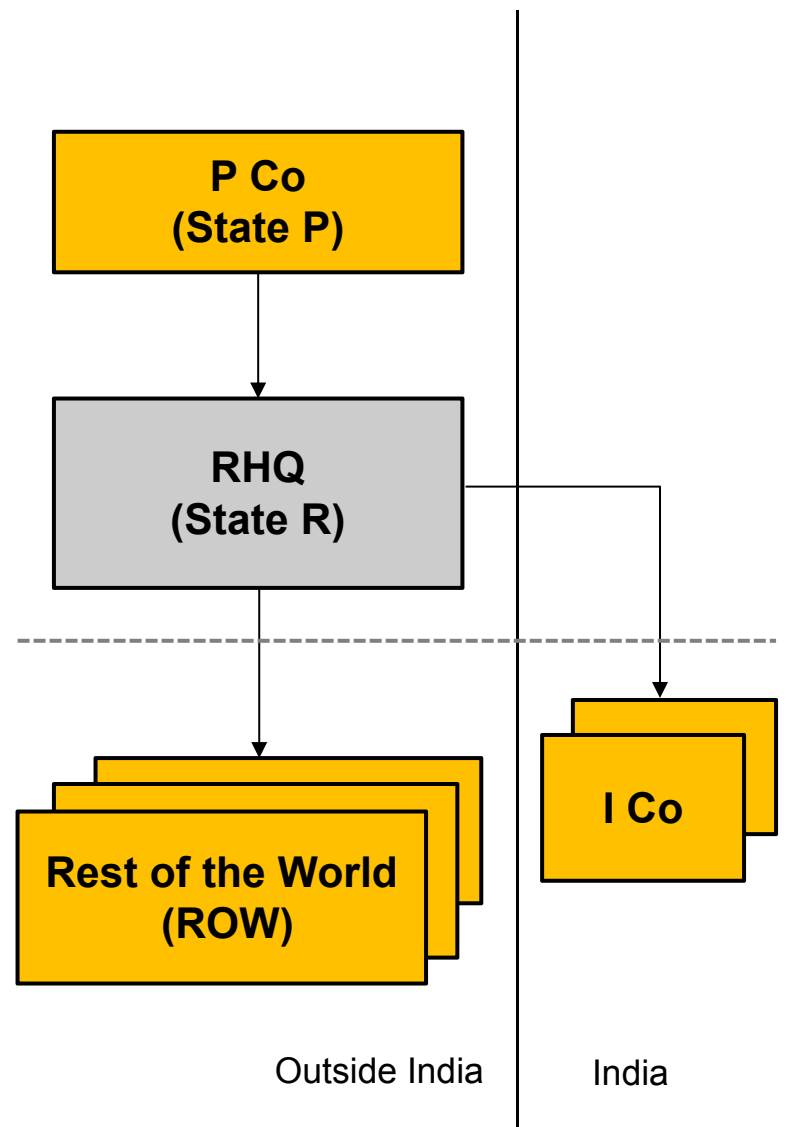 P Co
(State P)
RHQ
(State R)
I Co
Rest of the World
(ROW)
Outside India
India